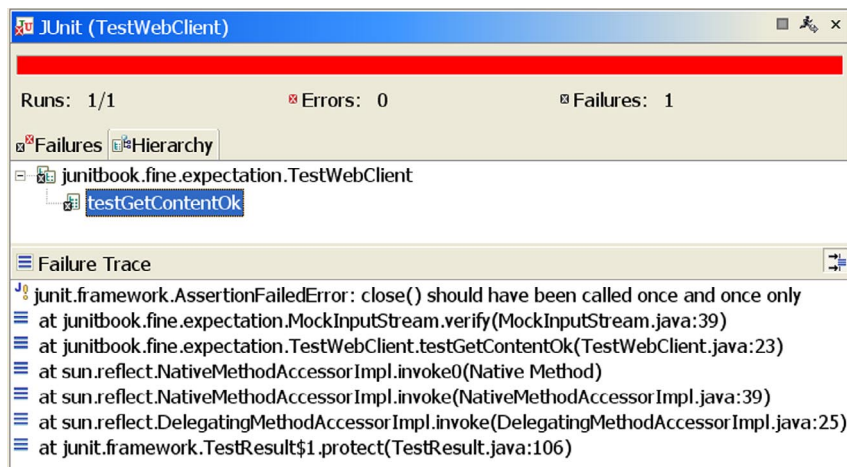 JUnit (TestWebClient)
Runs: 1/1 Errors: 0 Failures: 1
Failures Hierarchy
junitbook.fine.expectation.TestWebClient
testGetContentOk
Failure Trace
junit.framework.AssertionFailedError: close() should have been called once and once only
at junitbook.fine.expectation.MockInputStream.verify(MockInputStream.java:39)
at junitbook.fine.expectation.TestWebClient.testGetContentOk(TestWebClient.java:23)
at sun.reflect.NativeMethodAccessorImpl.invoke0(Native Method)
at sun.reflect.NativeMethodAccessorImpl.invoke(NativeMethodAccessorImpl.java:39)
at sun.reflect.DelegatingMethodAccessorImpl.invoke(DelegatingMethodAccessorImpl.java:25)
at junit.framework.TestResult$1.protect(TestResult.java:106)